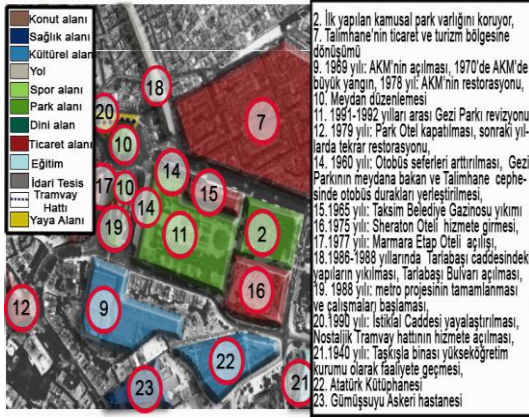 Konut alanı
Sağlık alanı
Kültürel alan
Yol
Spor alanı
Park alanı
Dini alan
Ticaret alanı
Eğitim
İdari Tesis
Tramvay
Hattı
Yaya Alanı
18
20
7
10
14
17
10
15
14
19
11
2
16
12
9
22
21
23
2. İlk yapılan kamusal park varlığını koruyor,
7. Talimhane'nin ticaret ve turizm bölgesine
dönüşümü
9. 1969 yılı: AKM'nin açılması, 1970'de AKM'de
büyük yangın, 1978 yılı: AKM'nin restorasyonu,
10. Meydan düzenlemesi
11. 1991-1992 yılları arası Gezi Parkı revizyonu
12. 1979 yılı: Park Otel kapatılması, sonraki yıl-
larda tekrar restorasyonu,
14. 1960 yılı: Otobüs seferleri arttırılması, Gezi
Parkının meydana bakan ve Talimhane cephe-
sinde otobüs durakları yerleştirilmesi,
15.1965 yılı: Taksim Belediye Gazinosu yıkımı
16.1975 yılı: Sheraton Oteli hizmete girmesi,
17.1977 yılı: Marmara Etap Oteli açılışı,
18.1986-1988 yıllarında Tarlabaşı caddesindek
yapıların yıkılması, Tarlabaşı Bulvarı açılması,
19. 1988 yılı: metro projesinin tamamlanması
ve çalışmaları başlaması,
20.1990 yılı: İstiklal Caddesi yayalaştırılması,
Nostaljik Tramvay hattının hizmete açılması,
21.1940 yılı: Taşkışla binası yükseköğretim
kurumu olarak faaliyete geçmesi,
22. Atatürk Kütüphanesi
23. Gümüşsuyu Askeri hastanesi